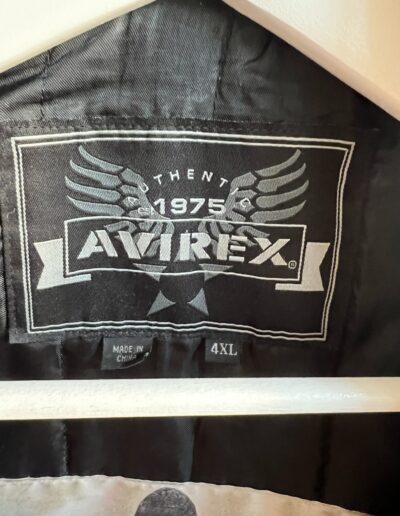 AUTHENTIC
1975
AVIREX®
MADE IN
CHINA
4XL